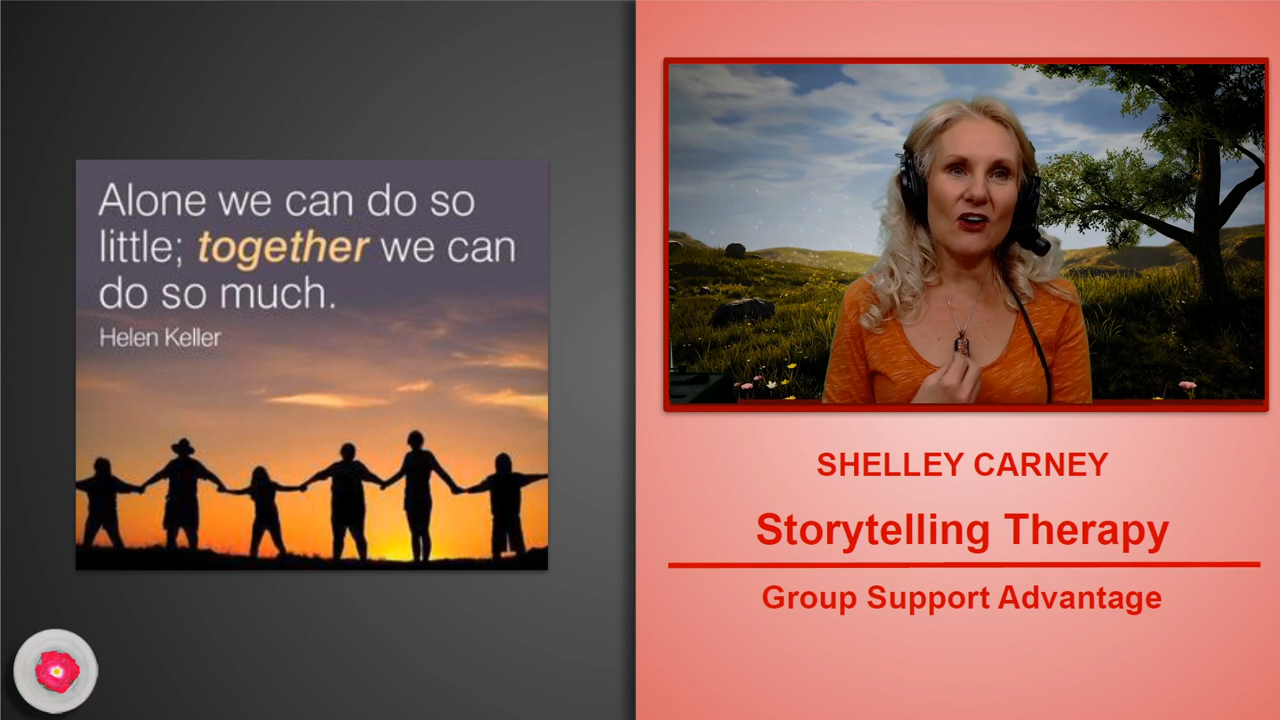 Alone we can do so
little; together we can
do so much.
Helen Keller
SHELLEY CARNEY
Storytelling Therapy
Group Support Advantage